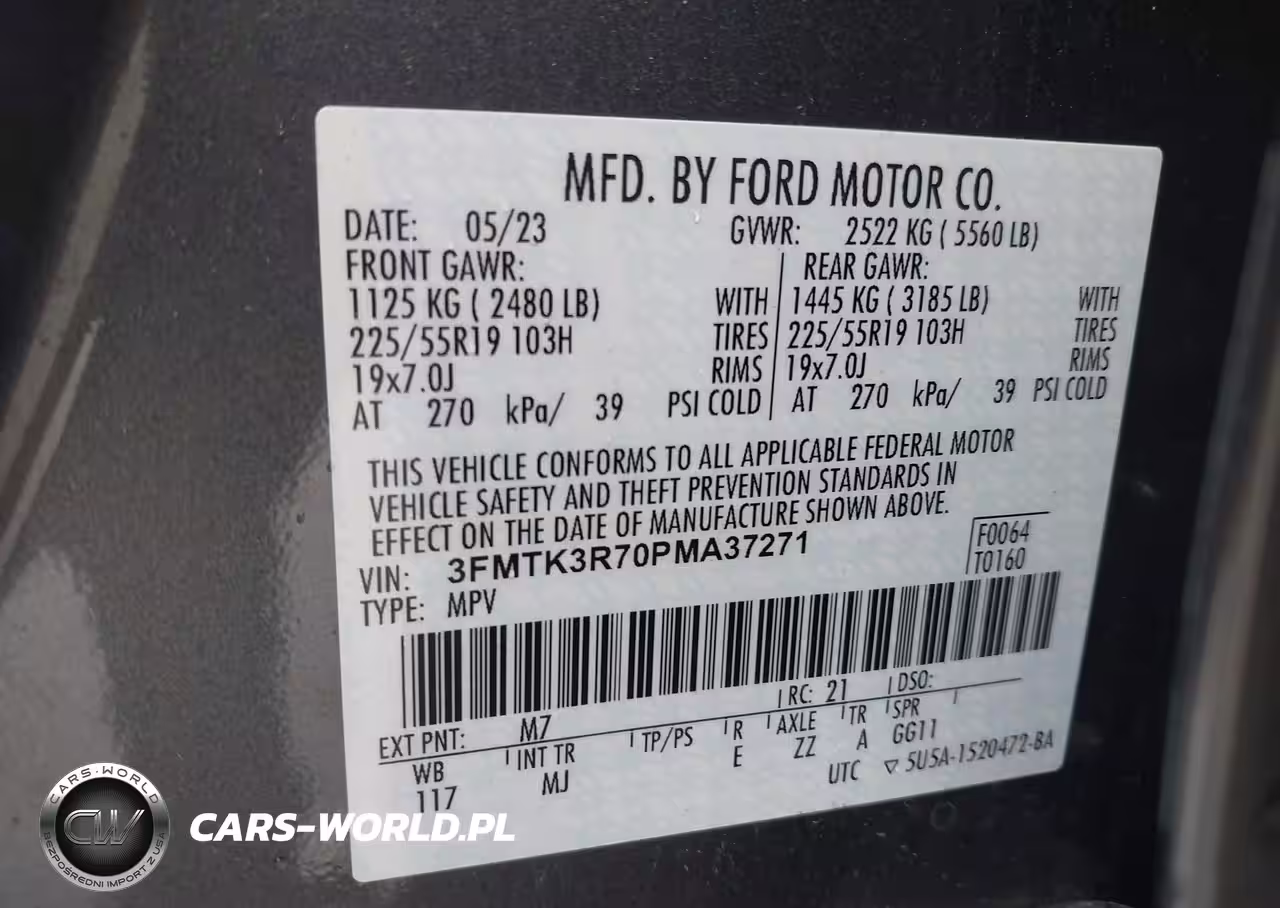 MFD. BY FORD MOTOR CO.
DATE: 05/23 GVWR: 2522 KG ( 5560 LB)
FRONT GAWR: REAR GAWR:
1125 KG ( 2480 LB) WITH 1445 KG ( 3185 LB) WITH
225/55R19 103H TIRES 225/55R19 103H TIRES
19x7.0J RIMS 19x7.0J RIMS
AT 270 kPa/ 39 PSI COLD AT 270 kPa/ 39 PSI COLD
THIS VEHICLE CONFORMS TO ALL APPLICABLE FEDERAL MOTOR
VEHICLE SAFETY AND THEFT PREVENTION STANDARDS IN
EFFECT ON THE DATE OF MANUFACTURE SHOWN ABOVE.
VIN: 3FMTK3R70PMA37271 F0064
TYPE: MPV T0160
EXT PNT: M7 RC: 21 DSO:
WB INT TR TP/PS R AXLE TR SPR
117 MJ E ZZ A GG11
UTC ▽ 5U5A-1520472-BA
CARS-WORLD
CW
BEZPOŚREDNI IMPORT Z USA
CARS-WORLD.PL